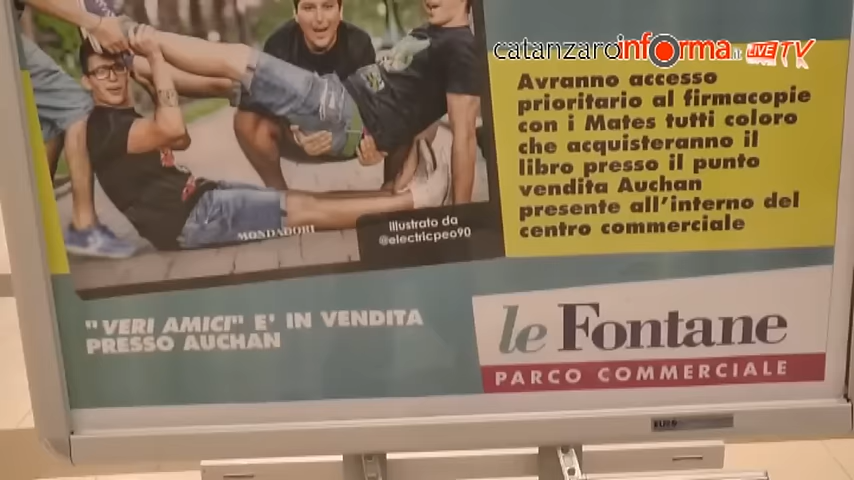 catanzaroinforma.it LIVE TV
Avranno accesso
prioritario al firmacopie
con i Mates tutti coloro
che acquisteranno il
libro presso il punto
vendita Auchan
presente all'interno del
centro commerciale
illustrato da
@electricpeo90
MONDADORI
"VERI AMICI" E' IN VENDITA
PRESSO AUCHAN
le Fontane
PARCO COMMERCIALE